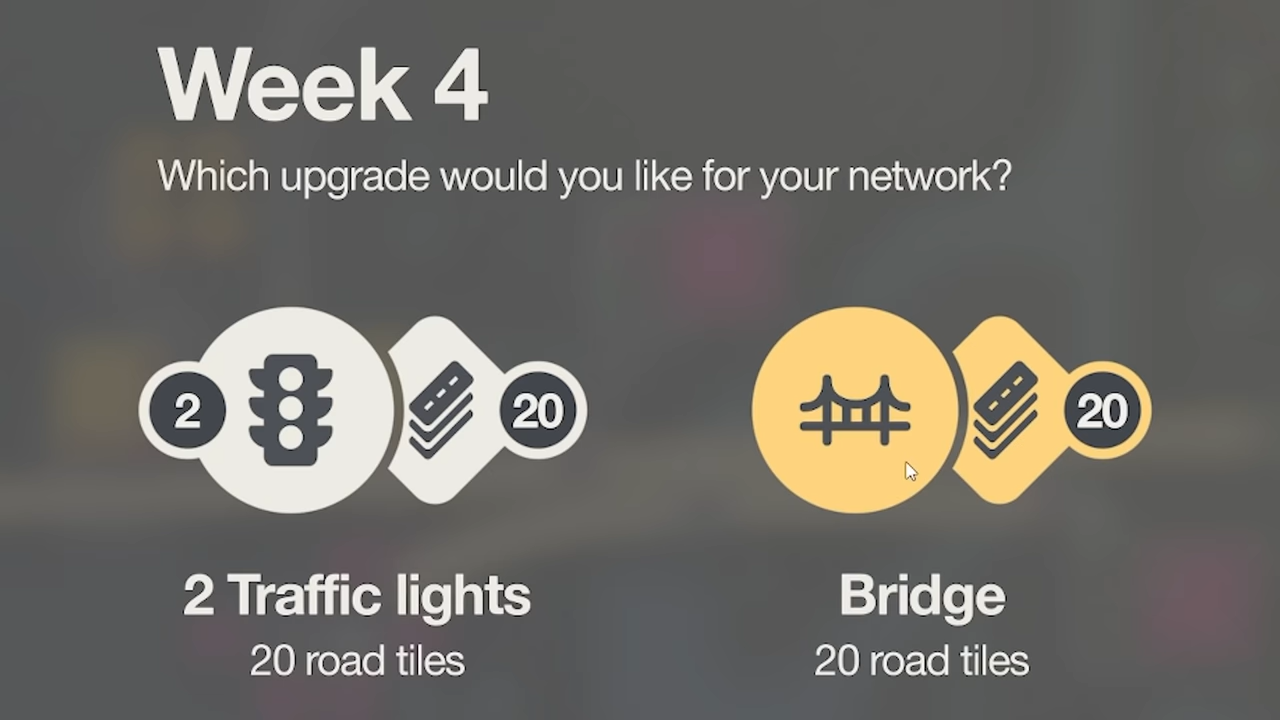 Week 4
Which upgrade would you like for your network?
2 20 20
2 Traffic lights Bridge
20 road tiles 20 road tiles